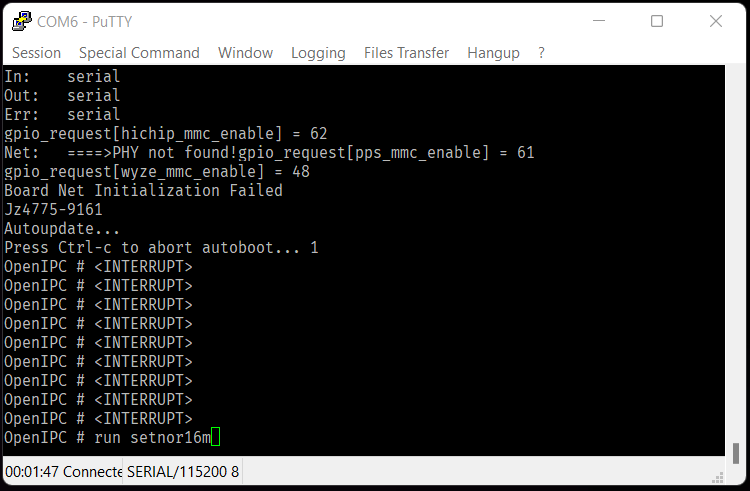 COM6 - PuTTY
Session Special Command Window Logging Files Transfer Hangup ?
In: serial
Out: serial
Err: serial
gpio_request[hichip_mmc_enable] = 62
Net: ====>PHY not found!gpio_request[pps_mmc_enable] = 61
gpio_request[wyze_mmc_enable] = 48
Board Net Initialization Failed
Jz4775-9161
Autoupdate...
Press Ctrl-c to abort autoboot... 1
OpenIPC # <INTERRUPT>
OpenIPC # <INTERRUPT>
OpenIPC # <INTERRUPT>
OpenIPC # <INTERRUPT>
OpenIPC # <INTERRUPT>
OpenIPC # <INTERRUPT>
OpenIPC # <INTERRUPT>
OpenIPC # <INTERRUPT>
OpenIPC # <INTERRUPT>
OpenIPC # run setnor16m
00:01:47 Connecte SERIAL/115200 8